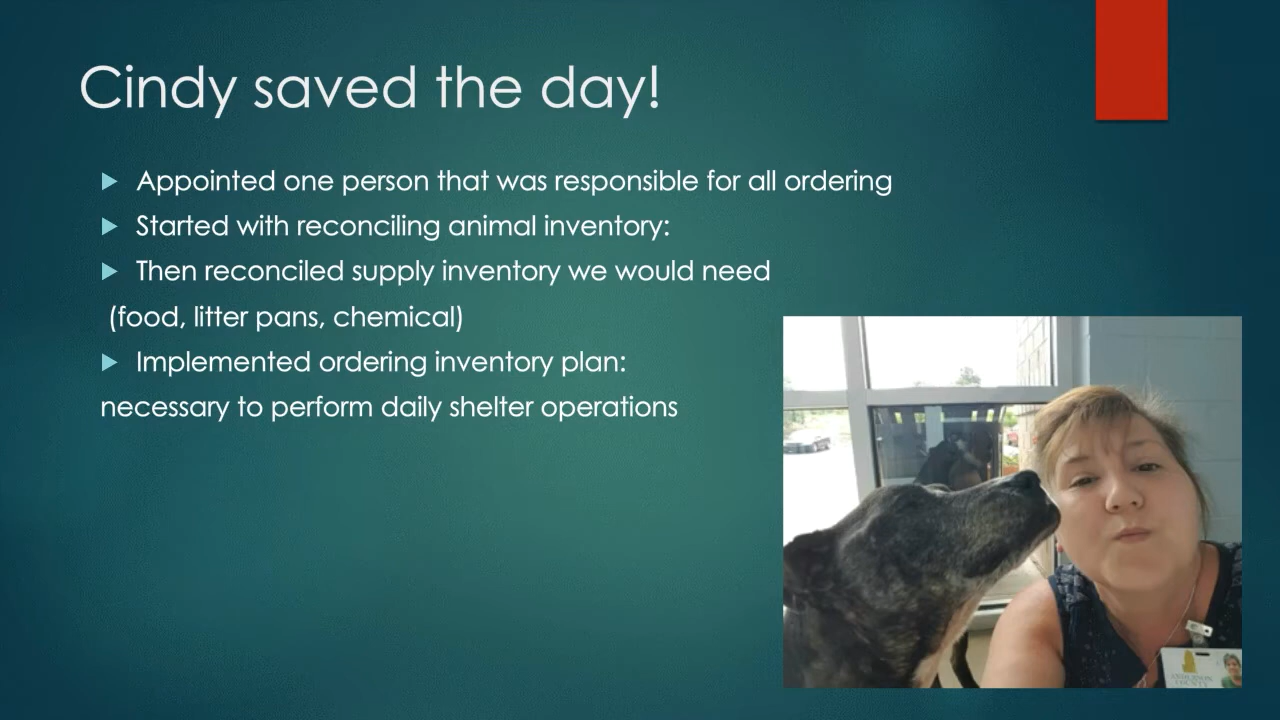 Cindy saved the day!
Appointed one person that was responsible for all ordering
Started with reconciling animal inventory:
Then reconciled supply inventory we would need
(food, litter pans, chemical)
Implemented ordering inventory plan:
necessary to perform daily shelter operations
COUNTY